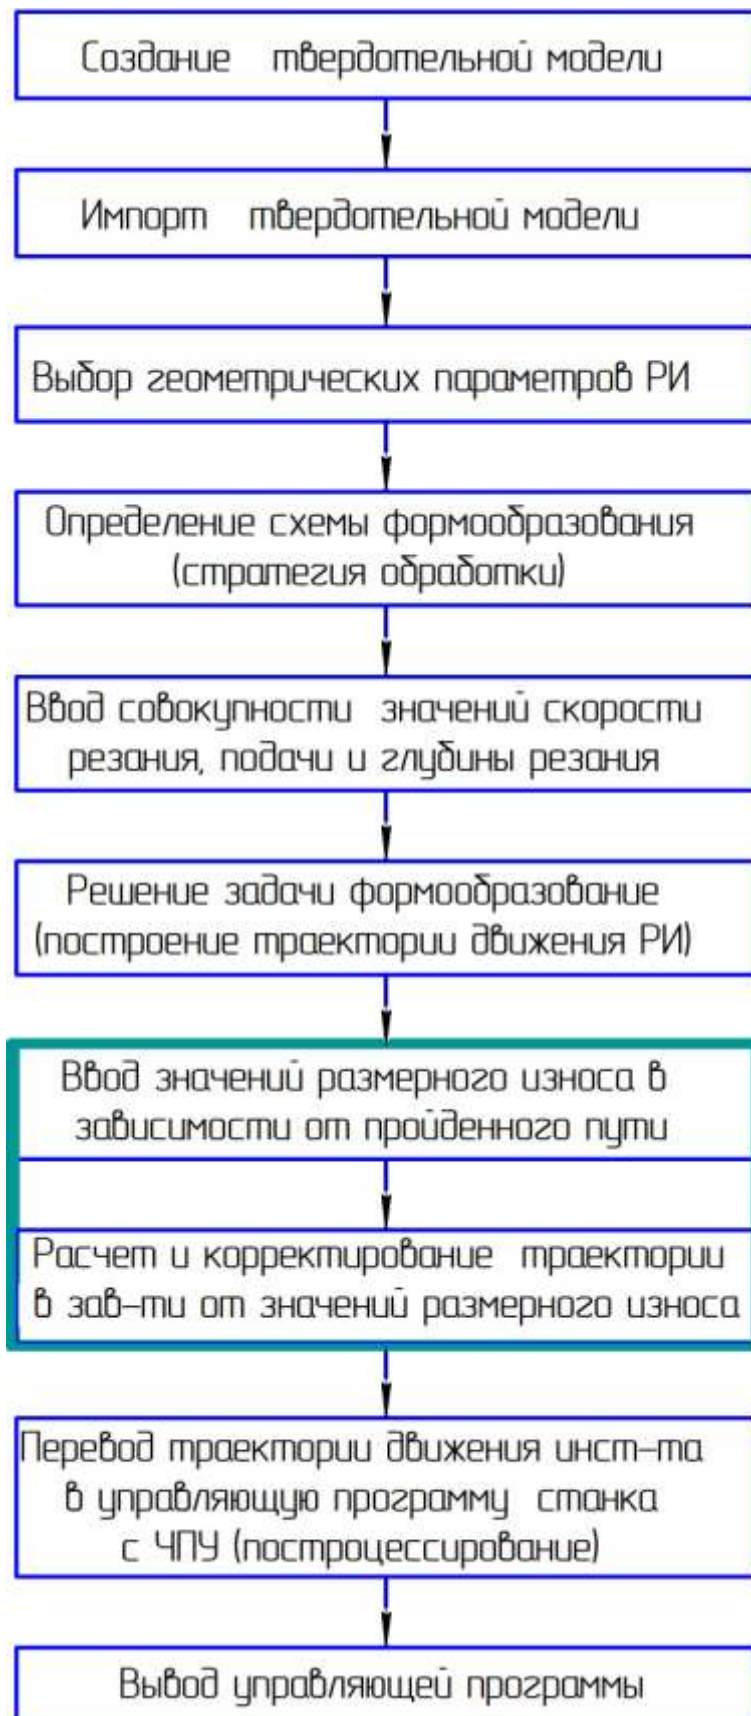 Создание твердотельной модели
Импорт твердотельной модели
Выбор геометрических параметров РИ
Определение схемы формообразования
(стратегия обработки)
Ввод совокупности значений скорости
резания, подачи и глубины резания
Решение задачи формообразование
(построение траектории движения РИ)
Ввод значений размерного износа в
зависимости от пройденного пути
Расчет и корректирование траектории
в зав-ти от значений размерного износа
Перевод траектории движения инст-та
в управляющую программу станка
с ЧПУ (построцессирование)
Вывод управляющей программы